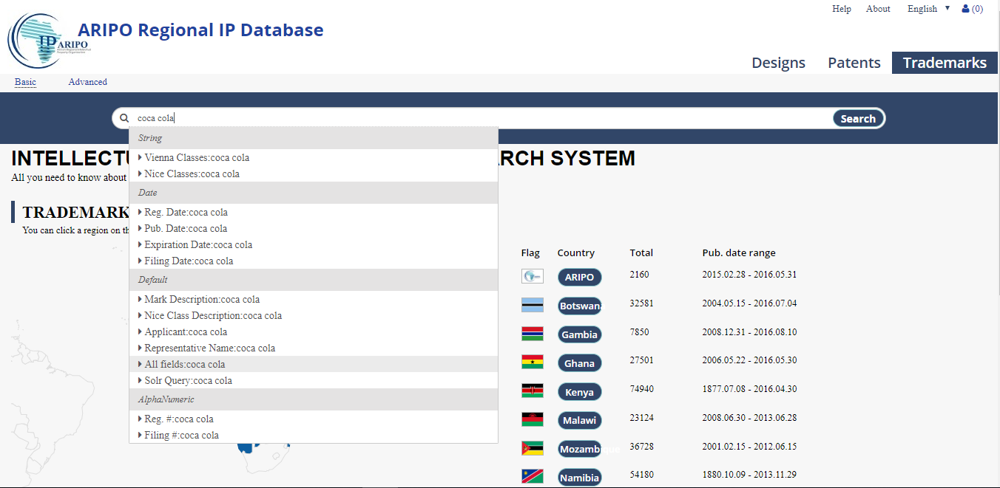 Help About English (0)
ARIPO Regional IP Database
IP ARIPO
Designs Patents Trademarks
Basic Advanced
coca cola Search
String
INTELLECTU RCH SYSTEM
Vienna Classes:coca cola
All you need to know about
Nice Classes:coca cola
Date
TRADEMARK
Reg. Date:coca cola
You can click a region on th
Pub. Date:coca cola
Expiration Date:coca cola
Filing Date:coca cola
Default
Mark Description:coca cola
Nice Class Description:coca cola
Applicant:coca cola
Representative Name:coca cola
All fields:coca cola
Solr Query:coca cola
AlphaNumeric
Reg. #:coca cola
Filing #:coca cola
Flag Country Total Pub. date range
ARIPO 2160 2015.02.28 - 2016.05.31
Botswan 32581 2004.05.15 - 2016.07.04
Gambia 7850 2008.12.31 - 2016.08.10
Ghana 27501 2006.05.22 - 2016.05.30
Kenya 74940 1877.07.08 - 2016.04.30
Malawi 23124 2008.06.30 - 2013.06.28
Mozambique 36728 2001.02.15 - 2012.06.15
Namibia 54180 1880.10.09 - 2013.11.29